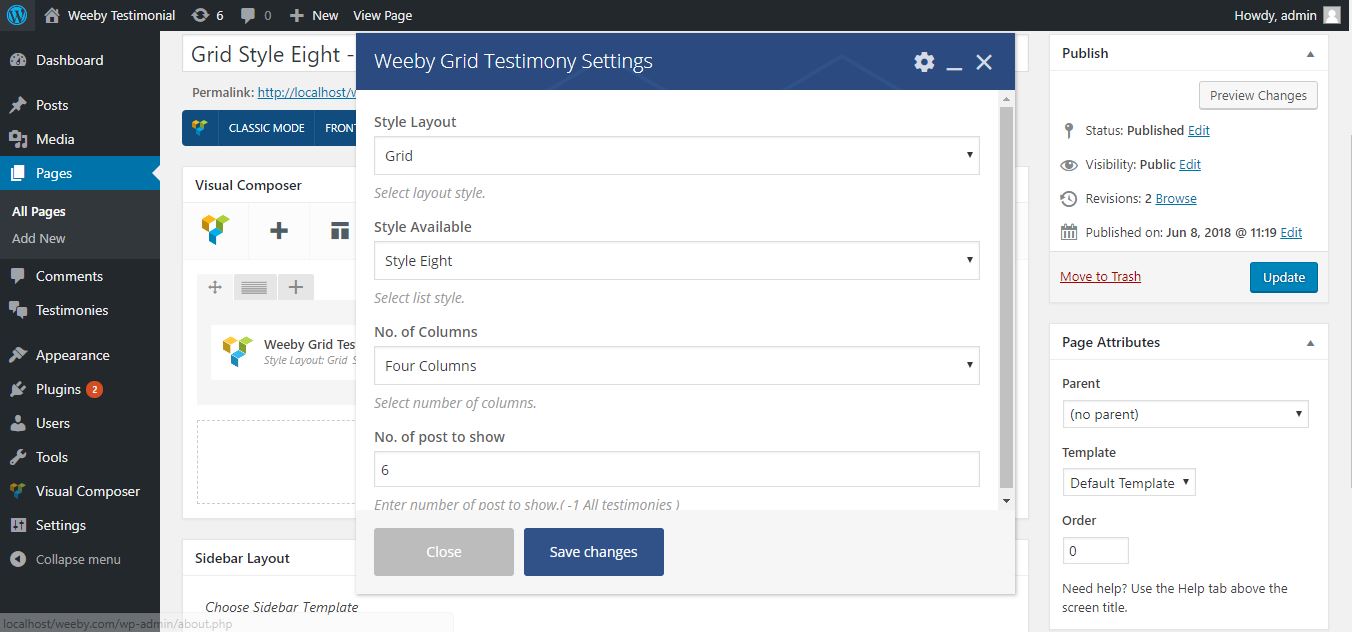 Weeby Testimonial 6 0 New View Page Howdy, admin
Dashboard
Posts
Media
Pages
All Pages
Add New
Comments
Testimonies
Appearance
Plugins 2
Users
Tools
Visual Composer
Settings
Collapse menu
localhost/weeby.com/wp-admin/about.php
Grid Style Eight -
Permalink: http://localhost/w
CLASSIC MODE FRONT
Visual Composer
Weeby Grid Tes
Style Layout: Grid S
Sidebar Layout
Choose Sidebar Template
Weeby Grid Testimony Settings
Style Layout
Grid
Select layout style.
Style Available
Style Eight
Select list style.
No. of Columns
Four Columns
Select number of columns.
No. of post to show
6
Enter number of post to show.( -1 All testimonies )
Close Save changes
Publish
Preview Changes
Status: Published Edit
Visibility: Public Edit
Revisions: 2 Browse
Published on: Jun 8, 2018 @ 11:19 Edit
Move to Trash Update
Page Attributes
Parent
(no parent)
Template
Default Template
Order
0
Need help? Use the Help tab above the
screen title.